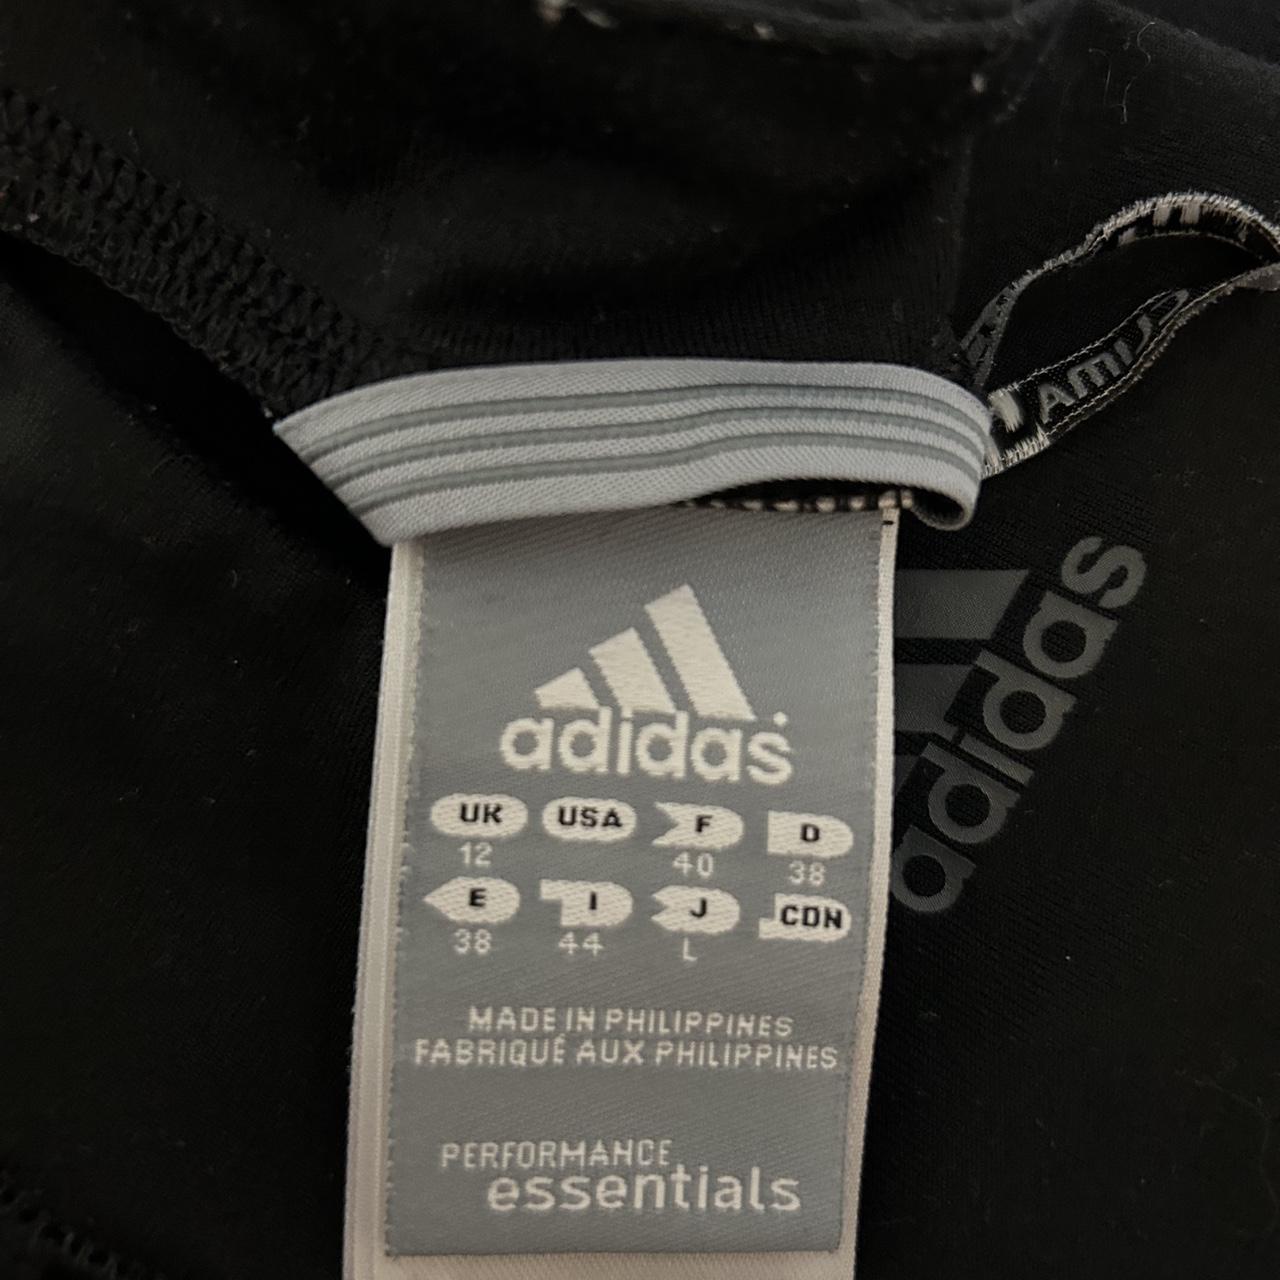 adidas
UK USA F D
12 40 38
E I J CDN
38 44 L
MADE IN PHILIPPINES
FABRIQUÉ AUX PHILIPPINES
PERFORMANCE
essentials
adidas